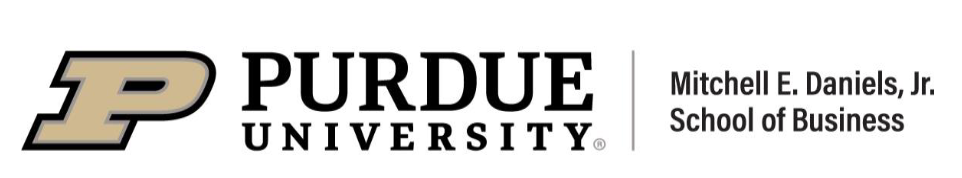 P
PURDUE
UNIVERSITY®
Mitchell E. Daniels, Jr.
School of Business